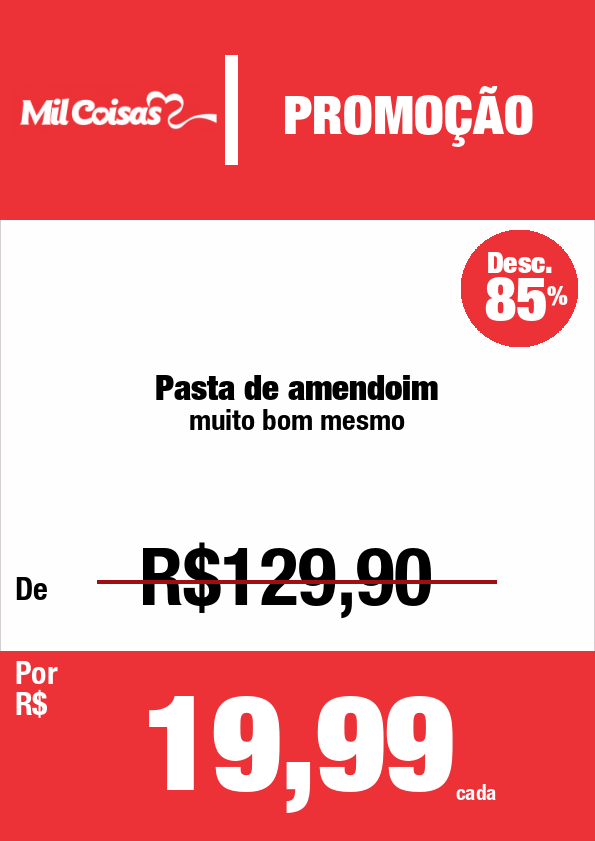 Mil Coisas
PROMOÇÃO
Desc.
85%
Pasta de amendoim
muito bom mesmo
De
R$129,90
Por
R$
19,99
cada